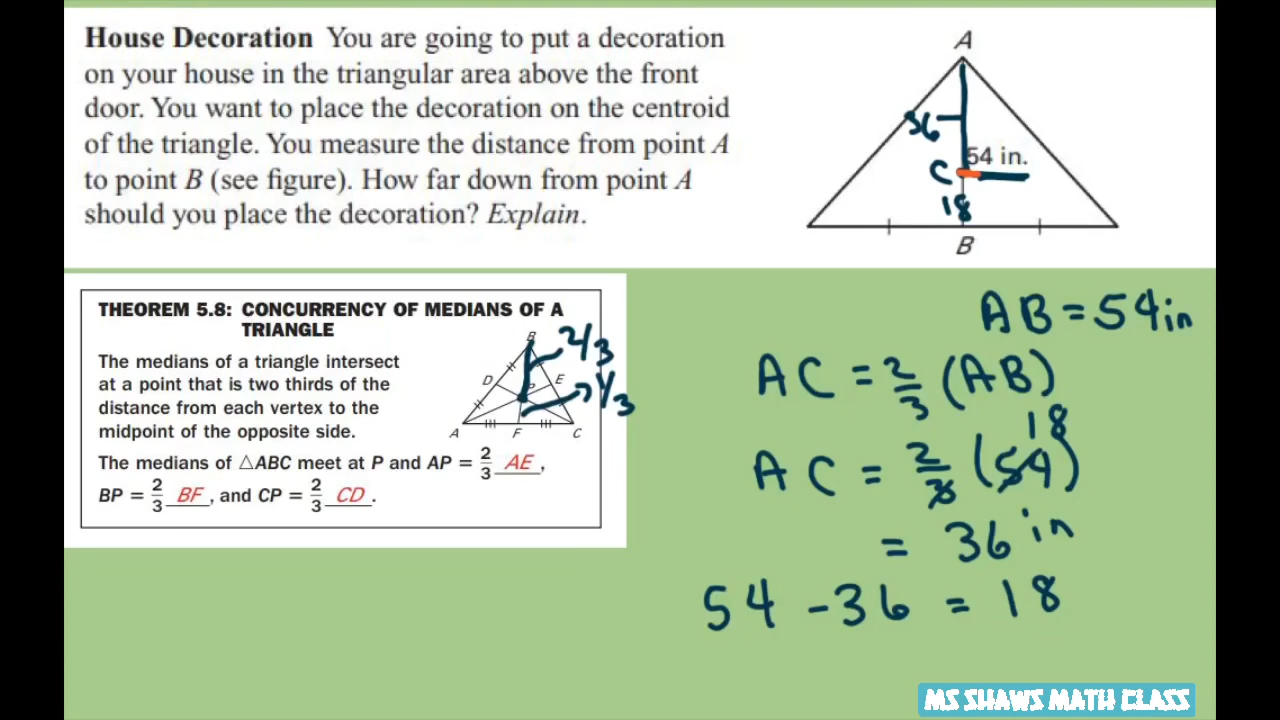 House Decoration You are going to put a decoration
on your house in the triangular area above the front
door. You want to place the decoration on the centroid
of the triangle. You measure the distance from point A
to point B (see figure). How far down from point A
should you place the decoration? Explain.
A
36
54 in.
C
18
B
THEOREM 5.8: CONCURRENCY OF MEDIANS OF A
TRIANGLE
The medians of a triangle intersect
at a point that is two thirds of the
distance from each vertex to the
midpoint of the opposite side.
B
2/3
D
P
E
1/3
A
F
C
The medians of △ABC meet at P and AP = 2/3 AE,
BP = 2/3 BF, and CP = 2/3 CD.
AB = 54in
AC = 2/3 (AB)
18
AC = 2/3 (54)
= 36 in
54 - 36 = 18
MS SHAWS MATH CLASS